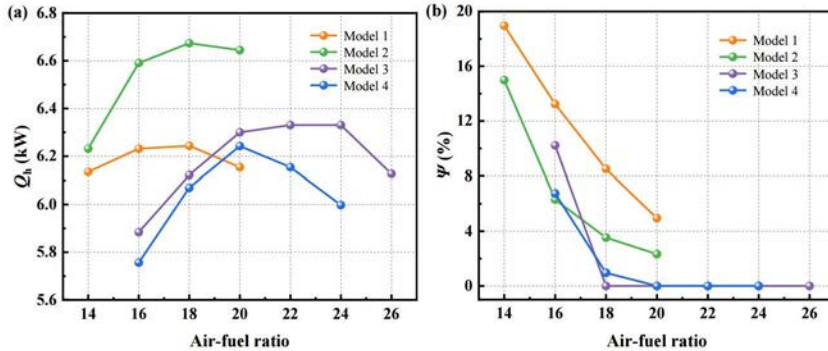 (a)
6.8
6.6
6.4
6.2
6.0
5.8
5.6
Qh (kW)
Model 1
Model 2
Model 3
Model 4
14 16 18 20 22 24 26
Air-fuel ratio
(b)
20
16
12
8
4
0
Ψ (%)
Model 1
Model 2
Model 3
Model 4
14 16 18 20 22 24 26
Air-fuel ratio